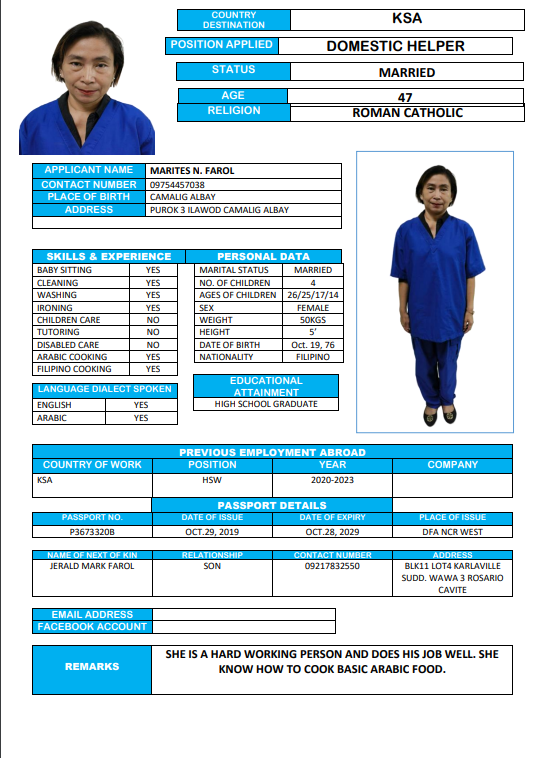 COUNTRY DESTINATION KSA
POSITION APPLIED DOMESTIC HELPER
STATUS MARRIED
AGE 47
RELIGION ROMAN CATHOLIC
APPLICANT NAME MARITES N. FAROL
CONTACT NUMBER 09754457038
PLACE OF BIRTH CAMALIG ALBAY
ADDRESS PUROK 3 ILAWOD CAMALIG ALBAY
SKILLS & EXPERIENCE
BABY SITTING YES
CLEANING YES
WASHING YES
IRONING YES
CHILDREN CARE NO
TUTORING NO
DISABLED CARE NO
ARABIC COOKING YES
FILIPINO COOKING YES
LANGUAGE DIALECT SPOKEN
ENGLISH YES
ARABIC YES
PERSONAL DATA
MARITAL STATUS MARRIED
NO. OF CHILDREN 4
AGES OF CHILDREN 26/25/17/14
SEX FEMALE
WEIGHT 50KGS
HEIGHT 5’
DATE OF BIRTH Oct. 19, 76
NATIONALITY FILIPINO
EDUCATIONAL
ATTAINMENT
HIGH SCHOOL GRADUATE
PREVIOUS EMPLOYMENT ABROAD
COUNTRY OF WORK POSITION YEAR COMPANY
KSA HSW 2020-2023
PASSPORT DETAILS
PASSPORT NO. DATE OF ISSUE DATE OF EXPIRY PLACE OF ISSUE
P3673320B OCT.29, 2019 OCT.28, 2029 DFA NCR WEST
NAME OF NEXT OF KIN RELATIONSHIP CONTACT NUMBER ADDRESS
JERALD MARK FAROL SON 09217832550 BLK11 LOT4 KARLAVILLE
SUDD. WAWA 3 ROSARIO
CAVITE
EMAIL ADDRESS
FACEBOOK ACCOUNT
REMARKS
SHE IS A HARD WORKING PERSON AND DOES HIS JOB WELL. SHE
KNOW HOW TO COOK BASIC ARABIC FOOD.